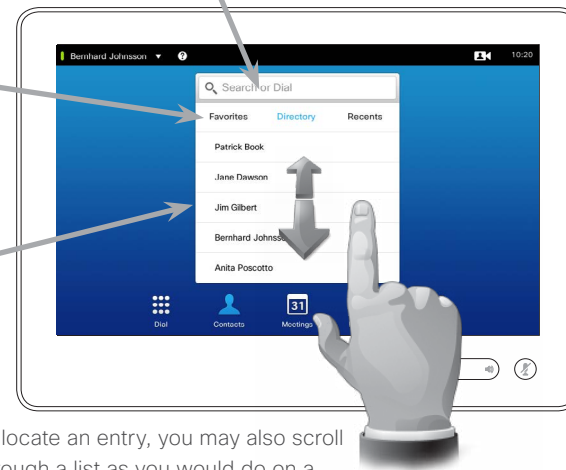 Bernhard Johnsson
?
10:20
Search or Dial
Favorites Directory Recents
Patrick Book
Jane Dawson
Jim Gilbert
Bernhard Johnsso
Anita Poscotto
31
Dial Contacts Meetings
locate an entry, you may also scroll
ough a list as you would do on a